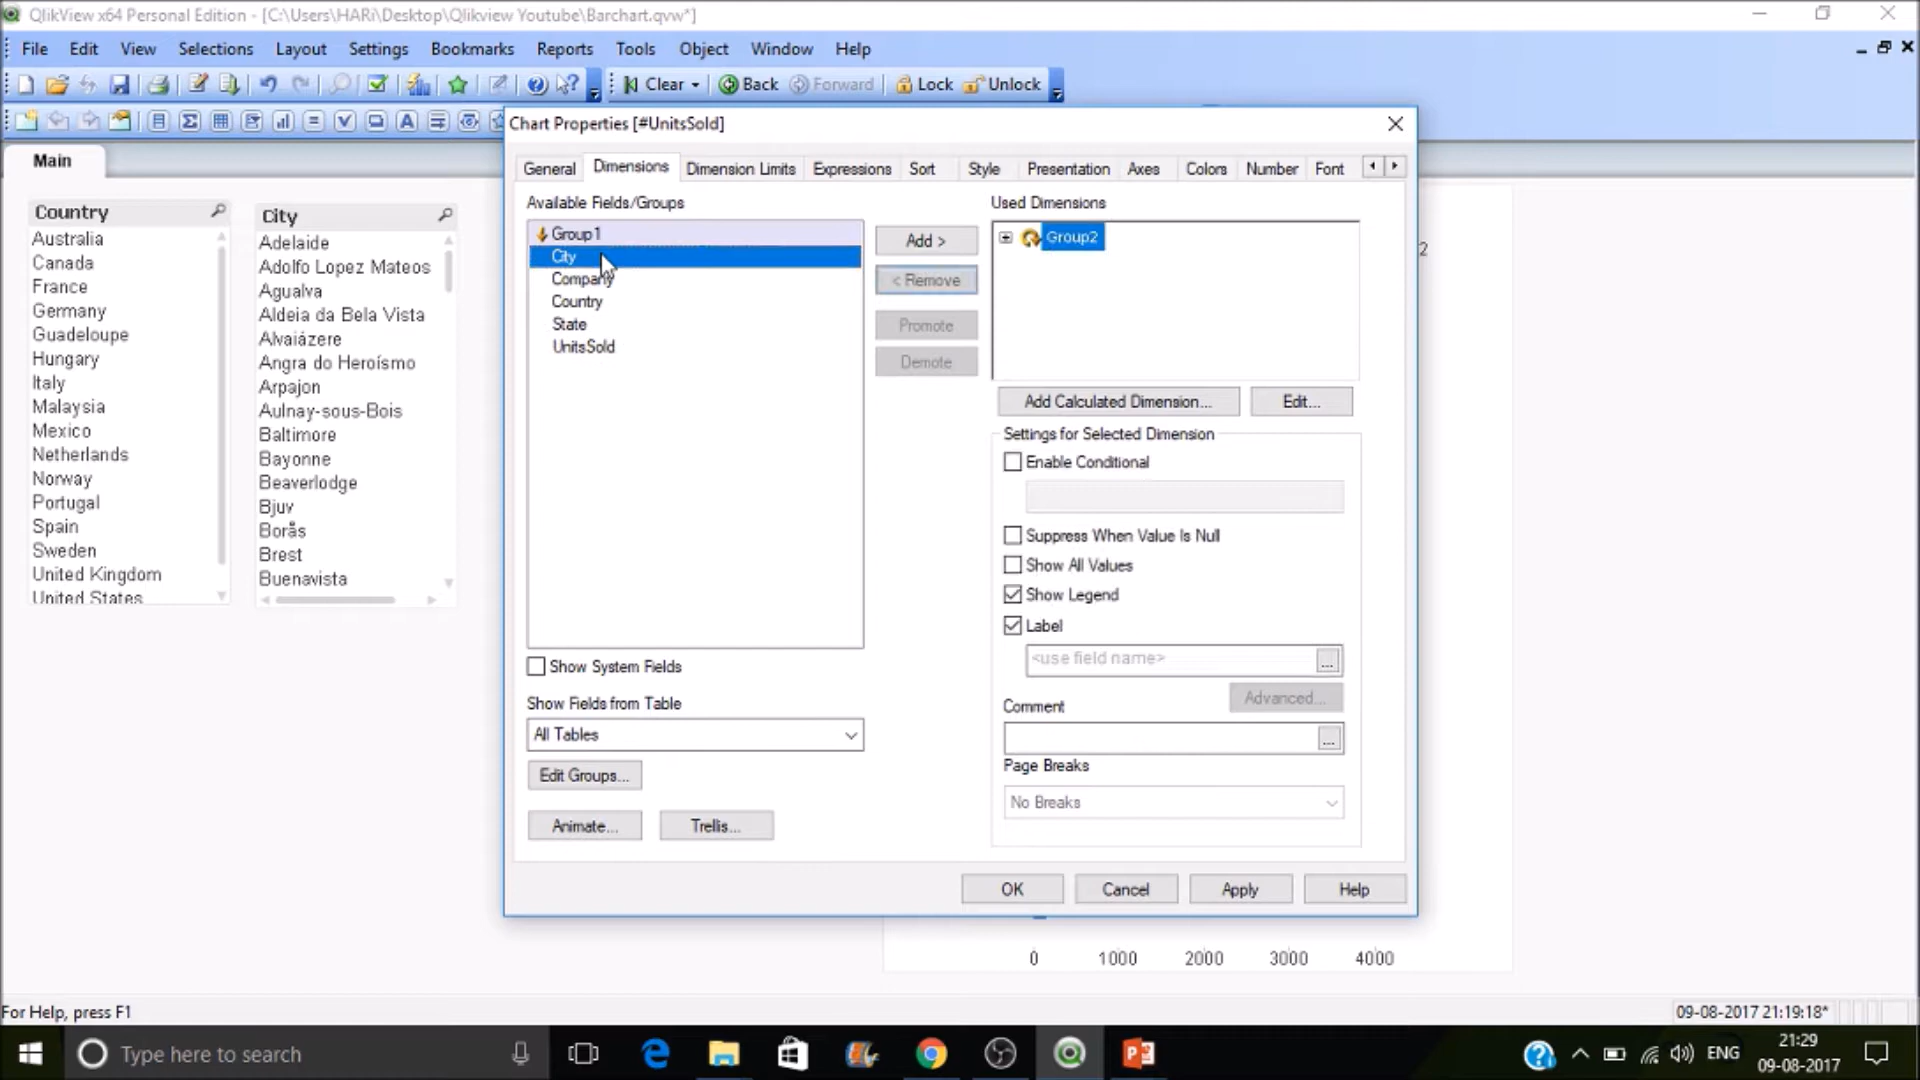 QlikView x64 Personal Edition - [C:\Users\HARi\Desktop\Qlikview Youtube\Barchart.qvw*]
File Edit View Selections Layout Settings Bookmarks Reports Tools Object Window Help
Clear Back Forward Lock Unlock
Main
Country
Australia
Canada
France
Germany
Guadeloupe
Hungary
Italy
Malaysia
Mexico
Netherlands
Norway
Portugal
Spain
Sweden
United Kingdom
United States
City
Adelaide
Adolfo Lopez Mateos
Agualva
Aldeia da Bela Vista
Alvaiázere
Angra do Heroísmo
Arpajon
Aulnay-sous-Bois
Baltimore
Bayonne
Beaverlodge
Bjuv
Borås
Brest
Buenavista
Chart Properties [#UnitsSold]
General Dimensions Dimension Limits Expressions Sort Style Presentation Axes Colors Number Font
Available Fields/Groups
Group1
City
Company
Country
State
UnitsSold
Show System Fields
Show Fields from Table
All Tables
Edit Groups...
Animate... Trellis...
Add >
< Remove
Promote
Demote
Used Dimensions
Group2
Add Calculated Dimension... Edit...
Settings for Selected Dimension
Enable Conditional
Suppress When Value Is Null
Show All Values
Show Legend
Label
<use field name> ...
Advanced...
Comment
...
Page Breaks
No Breaks
OK Cancel Apply Help
2
0 1000 2000 3000 4000
For Help, press F1
09-08-2017 21:19:18*
Type here to search
ENG
21:29
09-08-2017